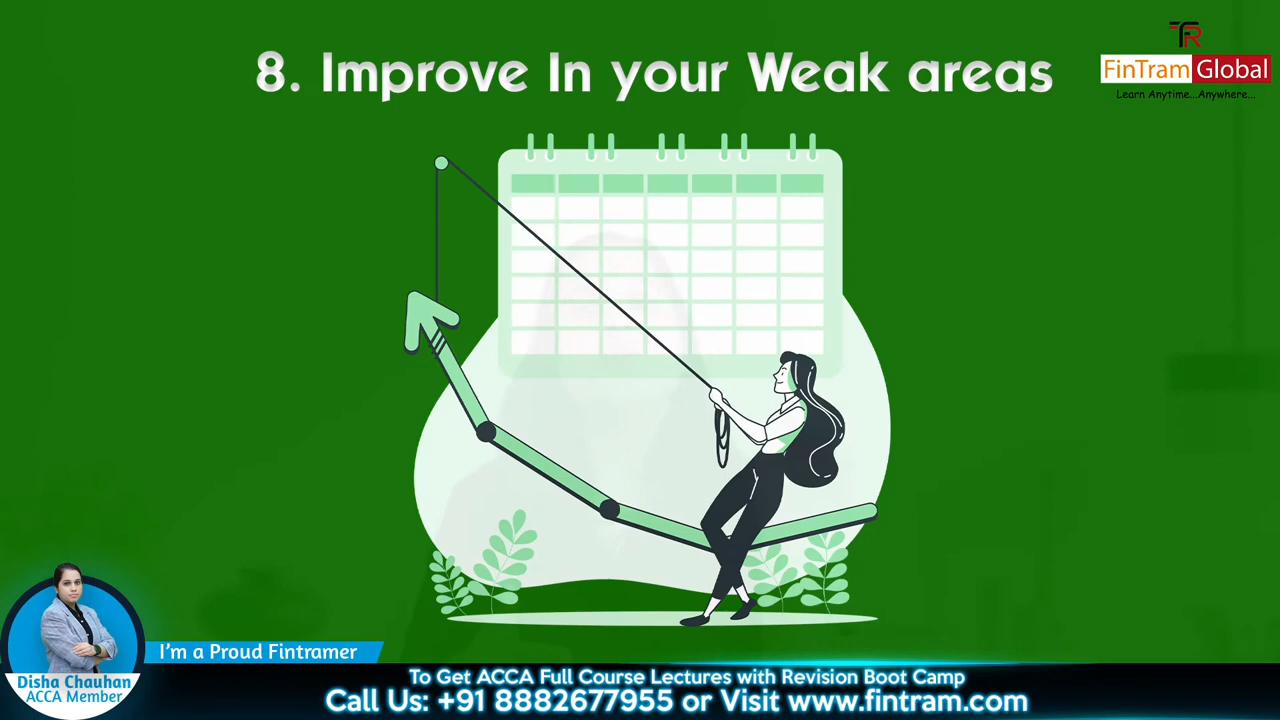 8. Improve In your Weak areas
TFR
FinTram Global
Learn Anytime...Anywhere...
I'm a Proud Fintramer
Disha Chauhan
ACCA Member
To Get ACCA Full Course Lectures with Revision Boot Camp
Call Us: +91 8882677955 or Visit www.fintram.com